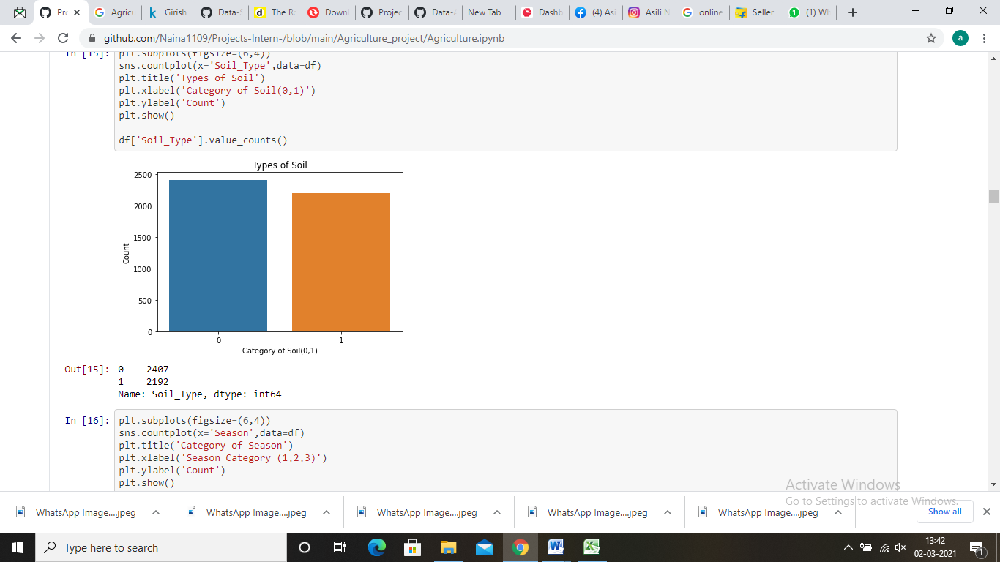 Pro
Agricu
Girish
Data-S
The Ro
Downl
Projec
Data-A
New Tab
Dashb
(4) Asi
Asili N
online
Seller
(1) Wh
github.com/Naina1109/Projects-Intern-/blob/main/Agriculture_project/Agriculture.ipynb
a
In [15]: plt.subplots(figsize=(6,4))
sns.countplot(x='Soil_Type',data=df)
plt.title('Types of Soil')
plt.xlabel('Category of Soil(0,1)')
plt.ylabel('Count')
plt.show()
df['Soil_Type'].value_counts()
Types of Soil
2500
2000
1500
1000
500
0
Count
0 1
Category of Soil(0,1)
Out[15]: 0 2407
1 2192
Name: Soil_Type, dtype: int64
In [16]: plt.subplots(figsize=(6,4))
sns.countplot(x='Season',data=df)
plt.title('Category of Season')
plt.xlabel('Season Category (1,2,3)')
plt.ylabel('Count')
plt.show()
Activate Windows
Go to Settings to activate Windows.
WhatsApp Image....jpeg
WhatsApp Image....jpeg
WhatsApp Image....jpeg
WhatsApp Image....jpeg
WhatsApp Image....jpeg
Show all
Type here to search
13:42
02-03-2021
1